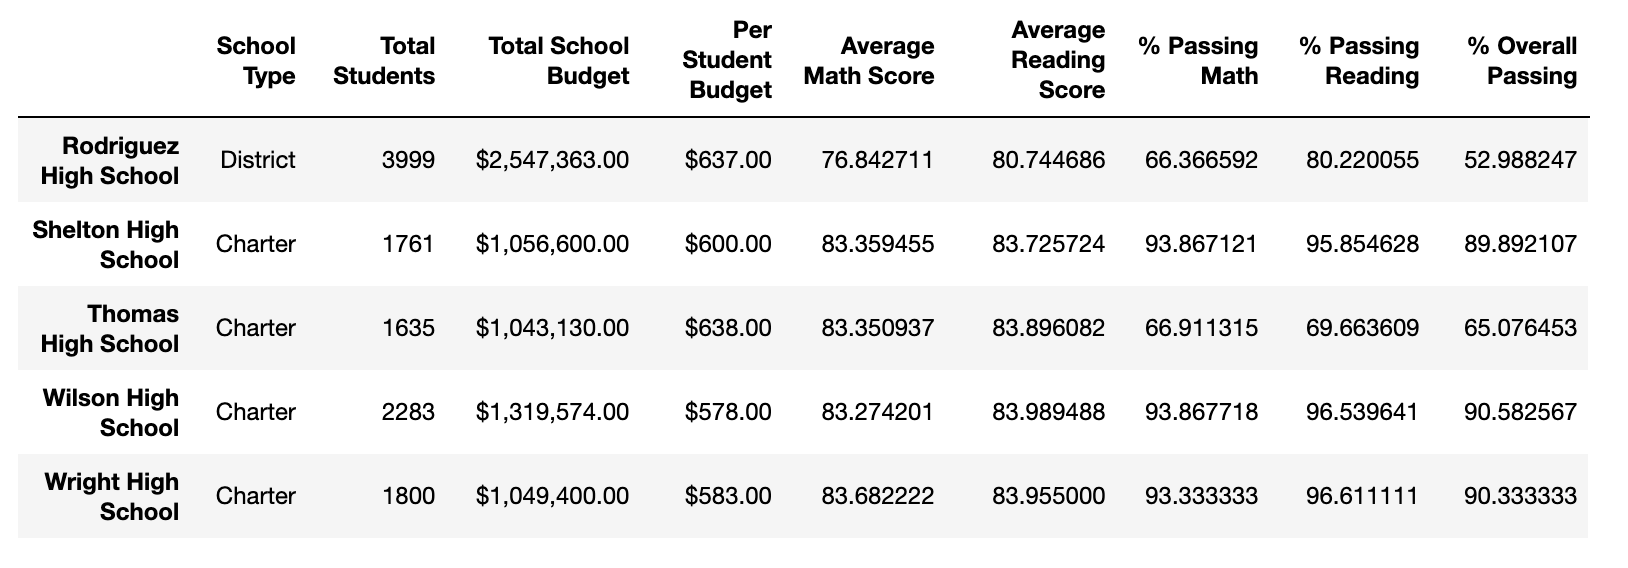 School Type Total Students Total School Budget Per Student Budget Average Math Score Average Reading Score % Passing Math % Passing Reading % Overall Passing
Rodriguez High School District 3999 $2,547,363.00 $637.00 76.842711 80.744686 66.366592 80.220055 52.988247
Shelton High School Charter 1761 $1,056,600.00 $600.00 83.359455 83.725724 93.867121 95.854628 89.892107
Thomas High School Charter 1635 $1,043,130.00 $638.00 83.350937 83.896082 66.911315 69.663609 65.076453
Wilson High School Charter 2283 $1,319,574.00 $578.00 83.274201 83.989488 93.867718 96.539641 90.582567
Wright High School Charter 1800 $1,049,400.00 $583.00 83.682222 83.955000 93.333333 96.611111 90.333333